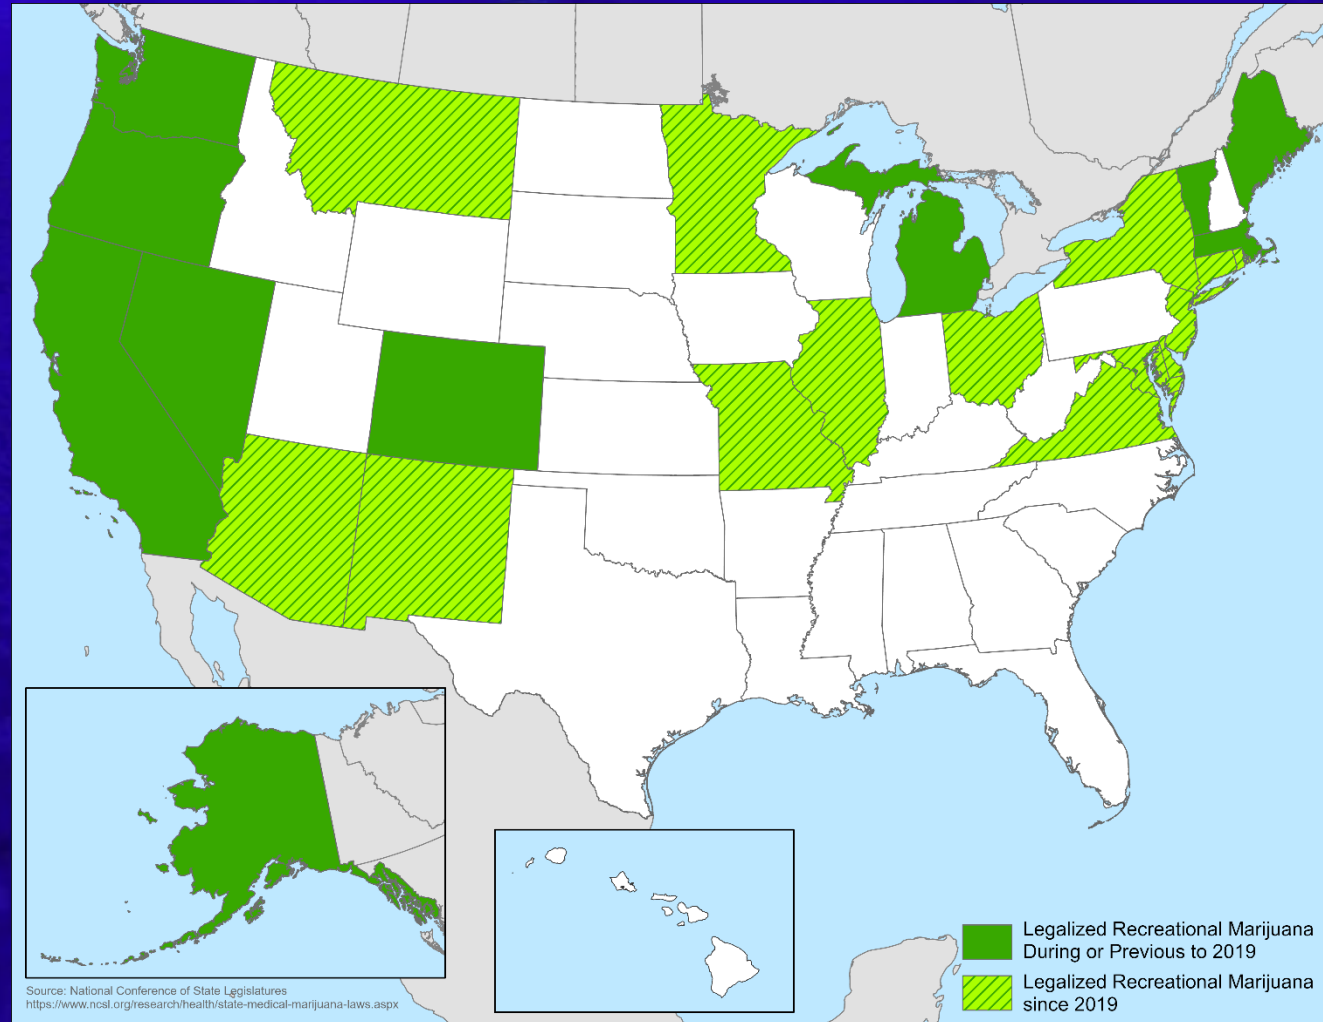 Legalized Recreational Marijuana
During or Previous to 2019
Legalized Recreational Marijuana
since 2019
Source: National Conference of State Legislatures
https://www.ncsl.org/research/health/state-medical-marijuana-laws.aspx